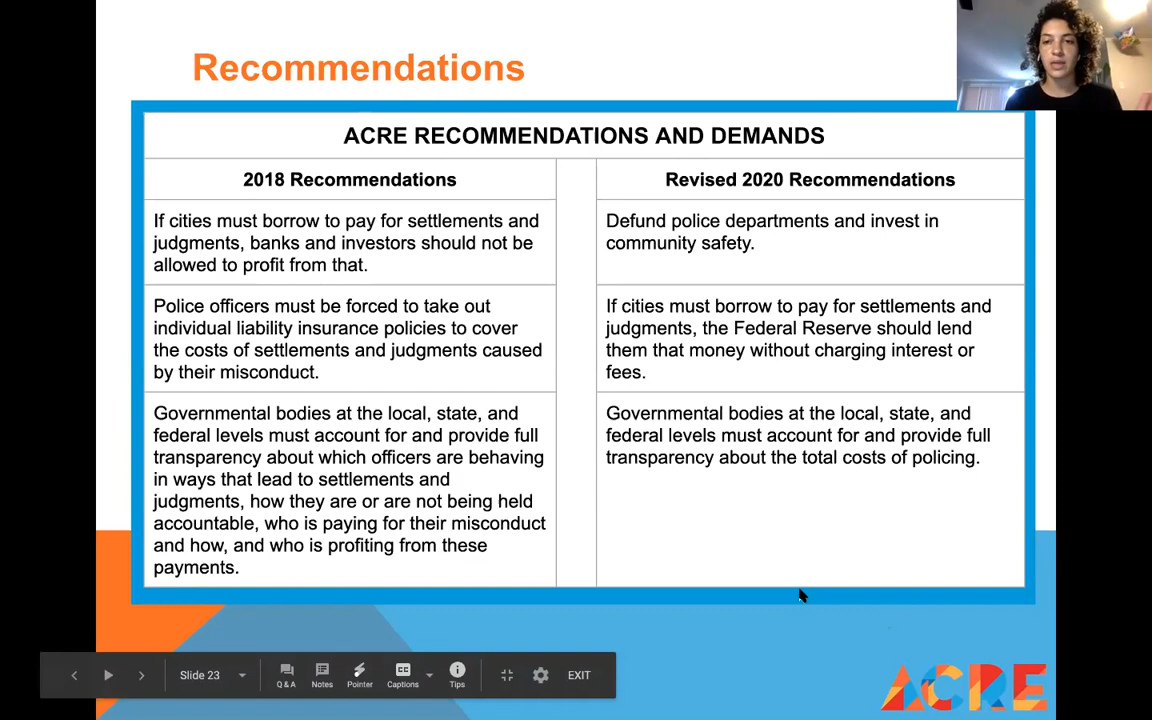 Recommendations
ACRE RECOMMENDATIONS AND DEMANDS
2018 Recommendations
Revised 2020 Recommendations
If cities must borrow to pay for settlements and
judgments, banks and investors should not be
allowed to profit from that.
Defund police departments and invest in
community safety.
Police officers must be forced to take out
individual liability insurance policies to cover
the costs of settlements and judgments caused
by their misconduct.
If cities must borrow to pay for settlements and
judgments, the Federal Reserve should lend
them that money without charging interest or
fees.
Governmental bodies at the local, state, and
federal levels must account for and provide full
transparency about which officers are behaving
in ways that lead to settlements and
judgments, how they are or are not being held
accountable, who is paying for their misconduct
and how, and who is profiting from these
payments.
Governmental bodies at the local, state, and
federal levels must account for and provide full
transparency about the total costs of policing.
Slide 23
Q & A
Notes
Pointer
Captions
Tips
EXIT
ACRE